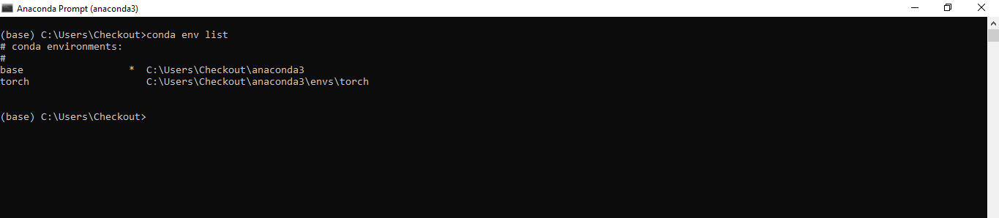 Anaconda Prompt (anaconda3)
(base) C:\Users\Checkout>conda env list
# conda environments:
#
base                  *  C:\Users\Checkout\anaconda3
torch                    C:\Users\Checkout\anaconda3\envs\torch
(base) C:\Users\Checkout>